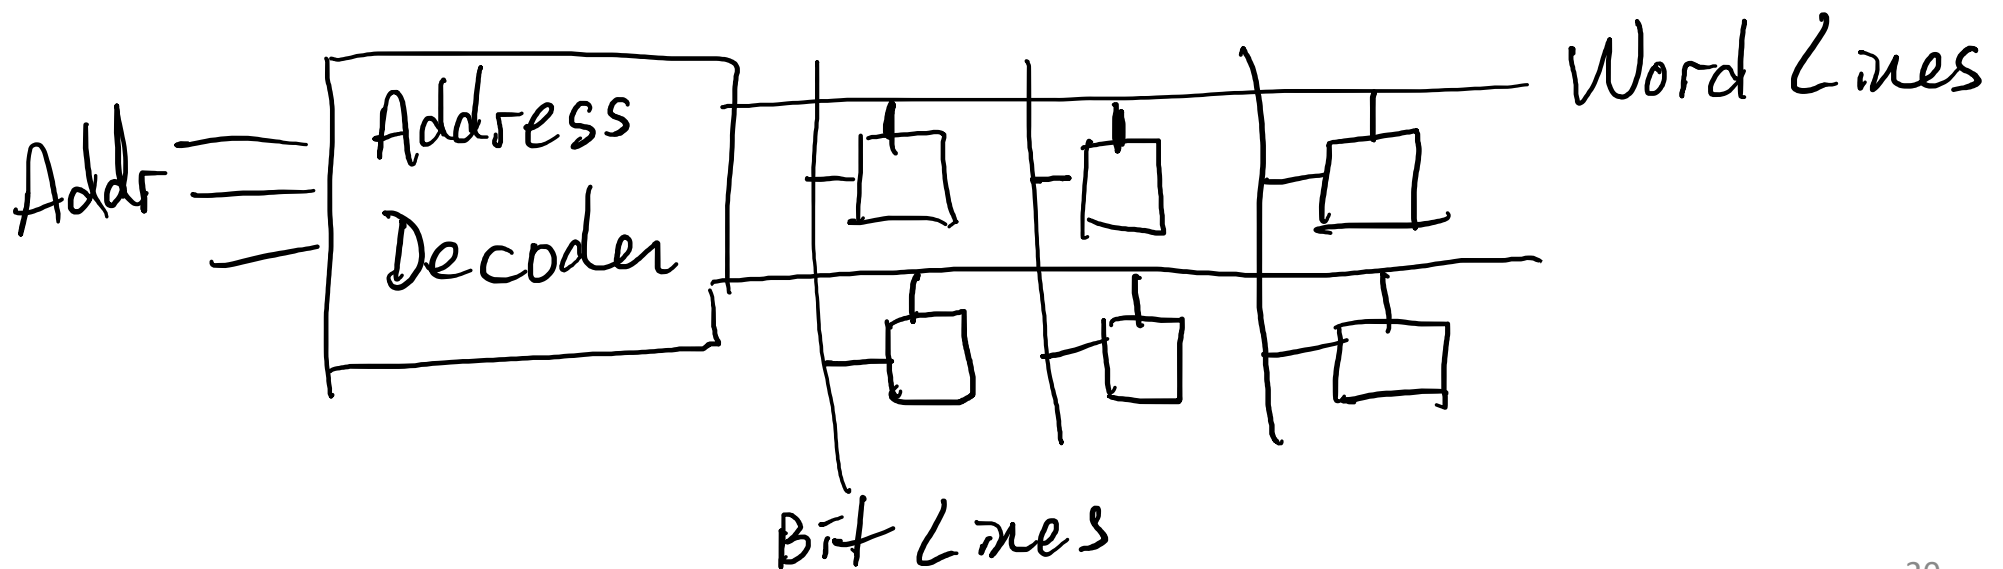 Word Lines
Address
Addr
Decoder
Bit Lines